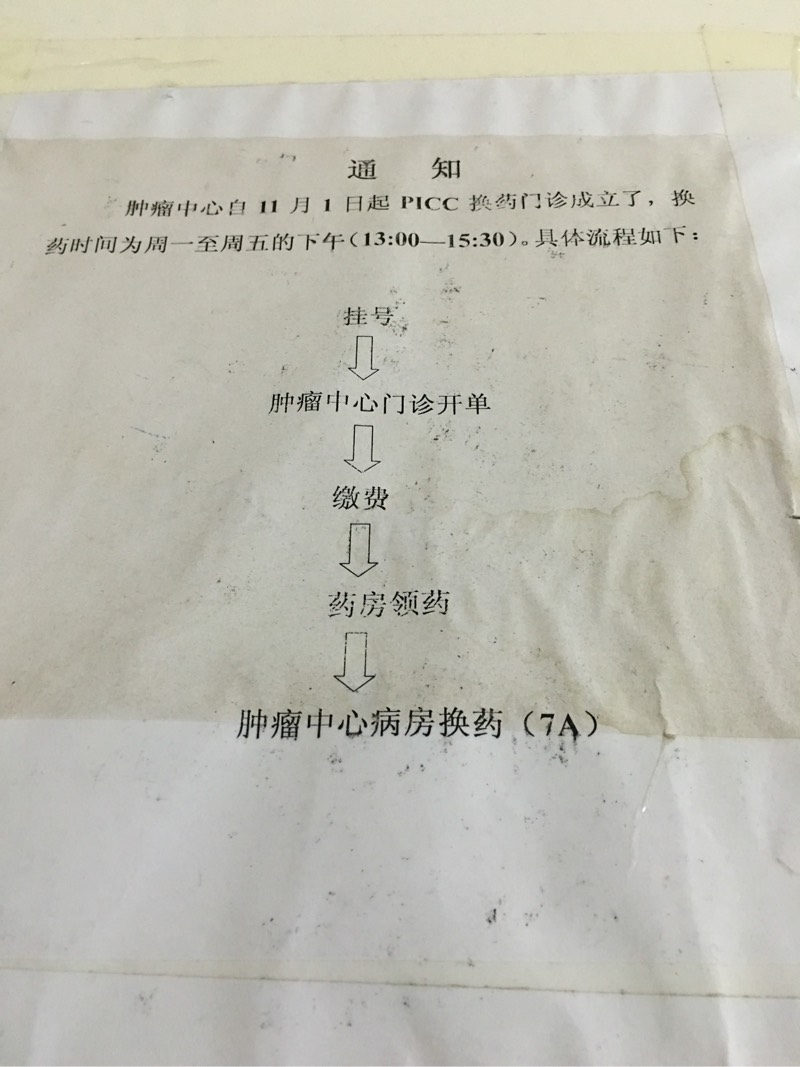 通 知
肿瘤中心自 11 月 1 日起 PICC 换药门诊成立了，换
药时间为周一至周五的下午（13:00—15:30）。具体流程如下：
挂号
肿瘤中心门诊开单
缴费
药房领药
肿瘤中心病房换药（7A）